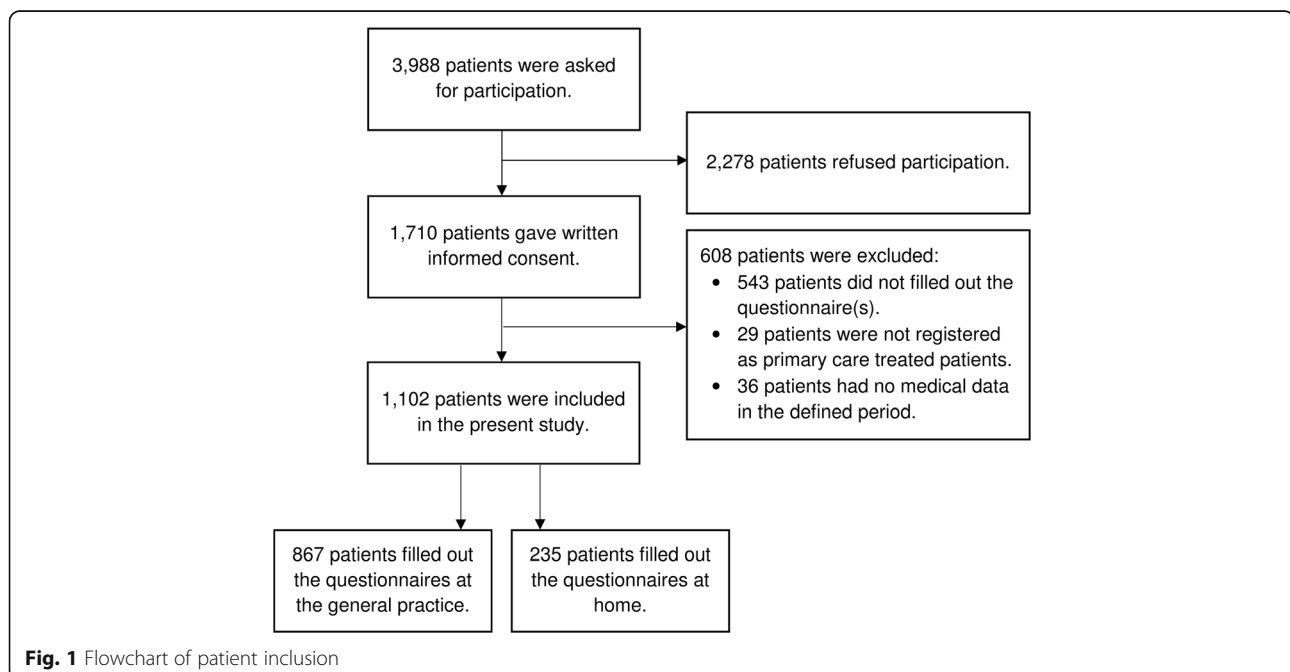 3,988 patients were asked
for participation.
2,278 patients refused participation.
1,710 patients gave written
informed consent.
608 patients were excluded:
• 543 patients did not filled out the
questionnaire(s).
• 29 patients were not registered
as primary care treated patients.
• 36 patients had no medical data
in the defined period.
1,102 patients were included
in the present study.
867 patients filled out
the questionnaires at
the general practice.
235 patients filled out
the questionnaires at
home.
Fig. 1 Flowchart of patient inclusion